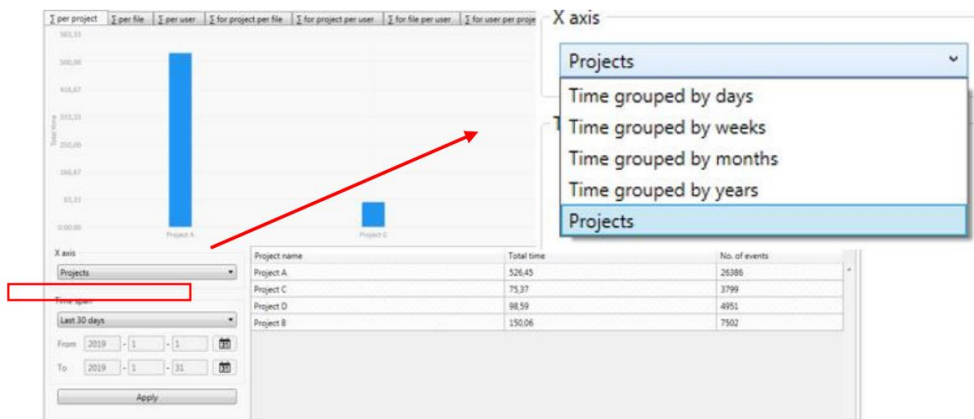 Σ per project Σ per file Σ per user Σ for project per file Σ for project per user Σ for file per user Σ for user per proje
583,33
500,00
416,67
333,33
250,00
166,67
83,33
0:00:00
Total time
Project A Project C
X axis
Projects
Time grouped by days
Time grouped by weeks
Time grouped by months
Time grouped by years
Projects
X axis
Projects
Time span
Last 30 days
From 2019 - 1 - 1
To 2019 - 1 - 31
Apply
Project name Total time No. of events
Project A 526,45 26386
Project C 75,37 3799
Project D 98,59 4951
Project B 150,06 7502